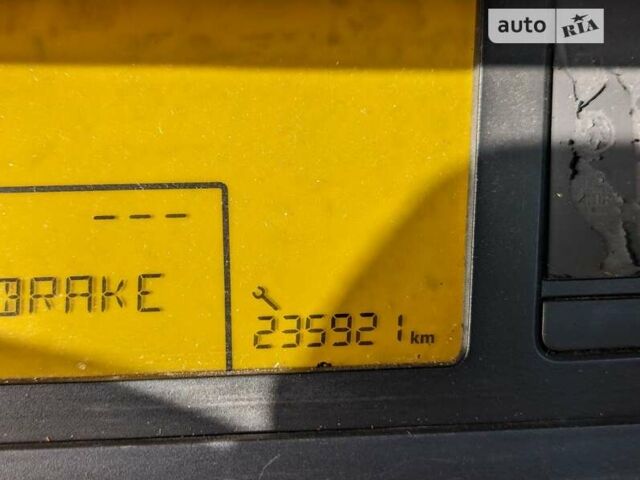 auto RIA
---
BRAKE
235921 km